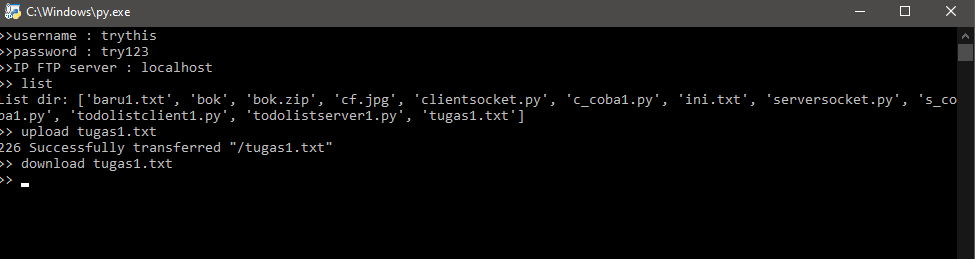 C:\Windows\py.exe
>>username : trythis
>>password : try123
>>IP FTP server : localhost
>> list
List dir: ['baru1.txt', 'bok', 'bok.zip', 'cf.jpg', 'clientsocket.py', 'c_coba1.py', 'ini.txt', 'serversocket.py', 's_co
ba1.py', 'todolistclient1.py', 'todolistserver1.py', 'tugas1.txt']
>> upload tugas1.txt
226 Successfully transferred "/tugas1.txt"
>> download tugas1.txt
>>